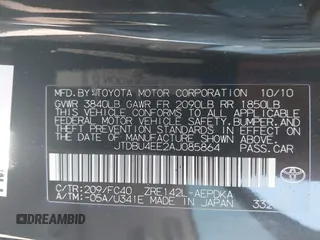 MFD.BY:TOYOTA MOTOR CORPORATION 10/10
GVWR 3840LB GAWR FR 2090LB RR 1850LB
THIS VEHICLE CONFORMS TO ALL APPLICABLE
FEDERAL MOTOR VEHICLE SAFETY,
BUMPER, AND THEFT PREVENTION STANDARDS
IN EFFECT ON THE DATE OF
MANUFACTURE SHOWN ABOVE.
JTDBU4EE2AJ085864 PASS.CAR
C/TR:209/FC40 ZRE142L-AEPDKA
A/TM:-05A/U341E MADE IN JAPAN 332
DREAMBID.COM